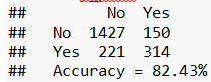 ##        No  Yes
##   No  1427  150
##   Yes  221  314
##   Accuracy = 82.43%